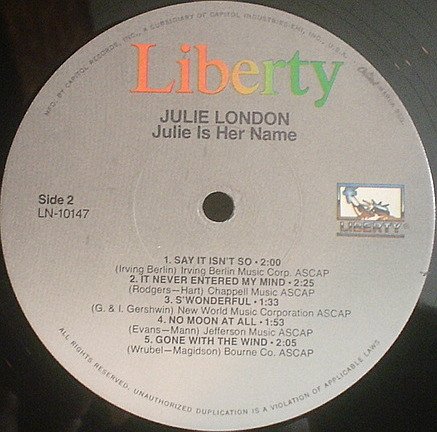 MFG. BY CAPITOL RECORDS, INC., A SUBSIDIARY OF CAPITOL INDUSTRIES-EMI, INC., U.S.A.
Liberty
JULIE LONDON
Julie Is Her Name
Side 2
LN-10147
LIBERTY
1. SAY IT ISN'T SO • 2:00
(Irving Berlin) Irving Berlin Music Corp. ASCAP
2. IT NEVER ENTERED MY MIND • 2:25
(Rodgers—Hart) Chappell Music ASCAP
3. S'WONDERFUL • 1:33
(G. & I. Gershwin) New World Music Corporation ASCAP
4. NO MOON AT ALL • 1:53
(Evans—Mann) Jefferson Music ASCAP
5. GONE WITH THE WIND • 2:05
(Wrubel—Magidson) Bourne Co. ASCAP
ALL RIGHTS RESERVED. UNAUTHORIZED DUPLICATION IS A VIOLATION OF APPLICABLE LAWS